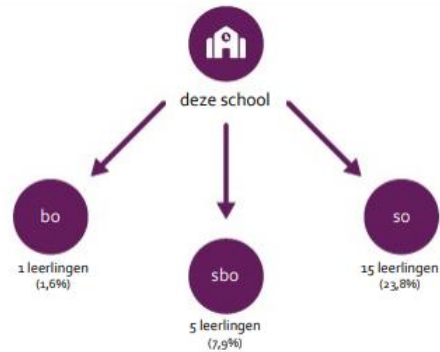 deze school
bo
1 leerlingen
(1,6%)
sbo
5 leerlingen
(7,9%)
so
15 leerlingen
(23,8%)